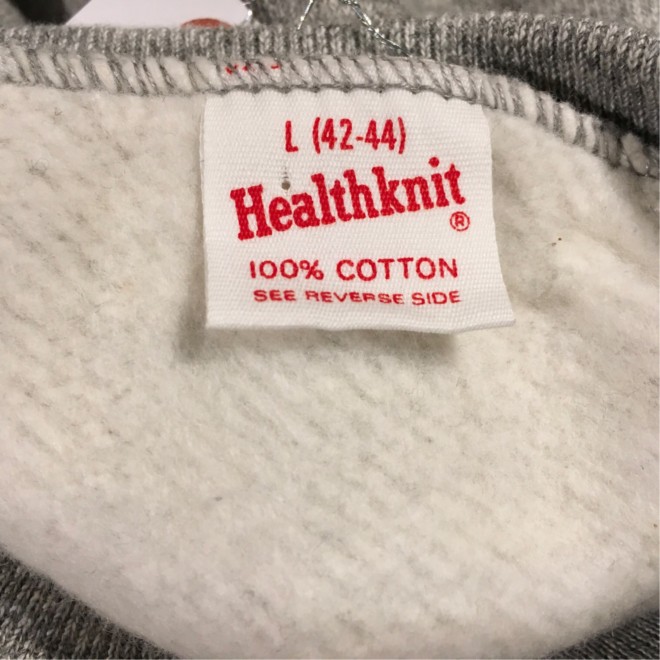 L (42-44)
Healthknit®
100% COTTON
SEE REVERSE SIDE